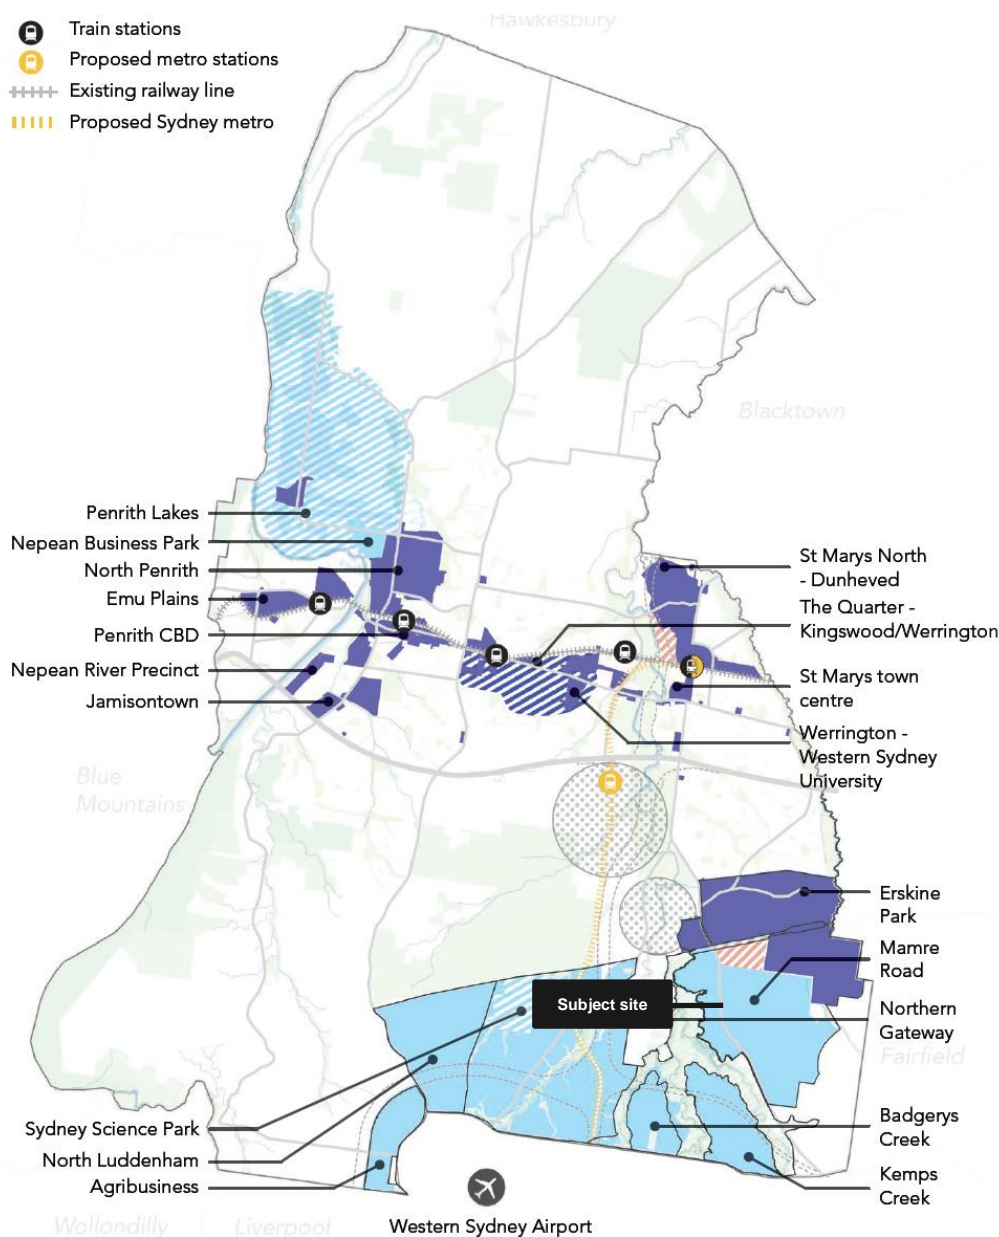 Hawkesbury
Train stations
Proposed metro stations
Existing railway line
Proposed Sydney metro
Blacktown
Penrith Lakes
Nepean Business Park
North Penrith
Emu Plains
Penrith CBD
Nepean River Precinct
Jamisontown
St Marys North
- Dunheved
The Quarter -
Kingswood/Werrington
St Marys town
centre
Werrington -
Western Sydney
University
Blue
Mountains
Erskine
Park
Mamre
Road
Subject site
Northern
Gateway
Fairfield
Badgerys
Creek
Kemps
Creek
Sydney Science Park
North Luddenham
Agribusiness
Wollondilly
Liverpool
Western Sydney Airport